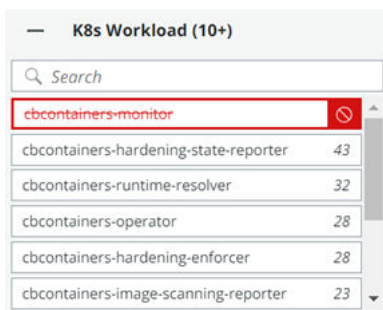 — K8s Workload (10+)
Search
cbcontainers-monitor
cbcontainers-hardening-state-reporter 43
cbcontainers-runtime-resolver 32
cbcontainers-operator 28
cbcontainers-hardening-enforcer 28
cbcontainers-image-scanning-reporter 23